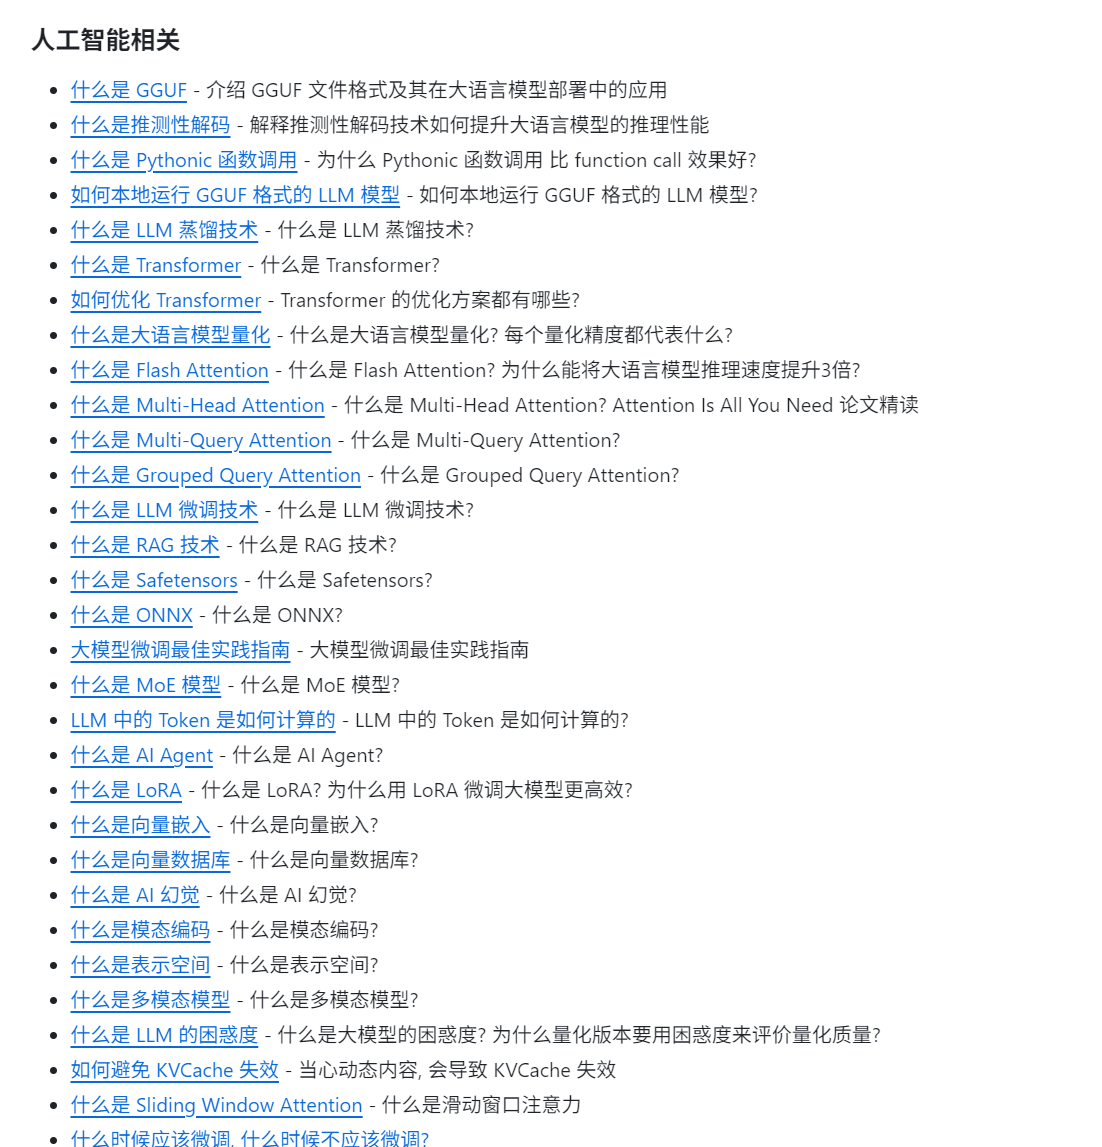 人工智能相关
什么是 GGUF - 介绍 GGUF 文件格式及其在大语言模型部署中的应用
什么是推测性解码 - 解释推测性解码技术如何提升大语言模型的推理性能
什么是 Pythonic 函数调用 - 为什么 Pythonic 函数调用 比 function call 效果好?
如何本地运行 GGUF 格式的 LLM 模型 - 如何本地运行 GGUF 格式的 LLM 模型?
什么是 LLM 蒸馏技术 - 什么是 LLM 蒸馏技术?
什么是 Transformer - 什么是 Transformer?
如何优化 Transformer - Transformer 的优化方案都有哪些?
什么是大语言模型量化 - 什么是大语言模型量化? 每个量化精度都代表什么?
什么是 Flash Attention - 什么是 Flash Attention? 为什么能将大语言模型推理速度提升3倍?
什么是 Multi-Head Attention - 什么是 Multi-Head Attention? Attention Is All You Need 论文精读
什么是 Multi-Query Attention - 什么是 Multi-Query Attention?
什么是 Grouped Query Attention - 什么是 Grouped Query Attention?
什么是 LLM 微调技术 - 什么是 LLM 微调技术?
什么是 RAG 技术 - 什么是 RAG 技术?
什么是 Safetensors - 什么是 Safetensors?
什么是 ONNX - 什么是 ONNX?
大模型微调最佳实践指南 - 大模型微调最佳实践指南
什么是 MoE 模型 - 什么是 MoE 模型?
LLM 中的 Token 是如何计算的 - LLM 中的 Token 是如何计算的?
什么是 AI Agent - 什么是 AI Agent?
什么是 LoRA - 什么是 LoRA? 为什么用 LoRA 微调大模型更高效?
什么是向量嵌入 - 什么是向量嵌入?
什么是向量数据库 - 什么是向量数据库?
什么是 AI 幻觉 - 什么是 AI 幻觉?
什么是模态编码 - 什么是模态编码?
什么是表示空间 - 什么是表示空间?
什么是多模态模型 - 什么是多模态模型?
什么是 LLM 的困惑度 - 什么是大模型的困惑度? 为什么量化版本要用困惑度来评价量化质量?
如何避免 KVCache 失效 - 当心动态内容, 会导致 KVCache 失效
什么是 Sliding Window Attention - 什么是滑动窗口注意力
什么时候应该微调, 什么时候不应该微调?